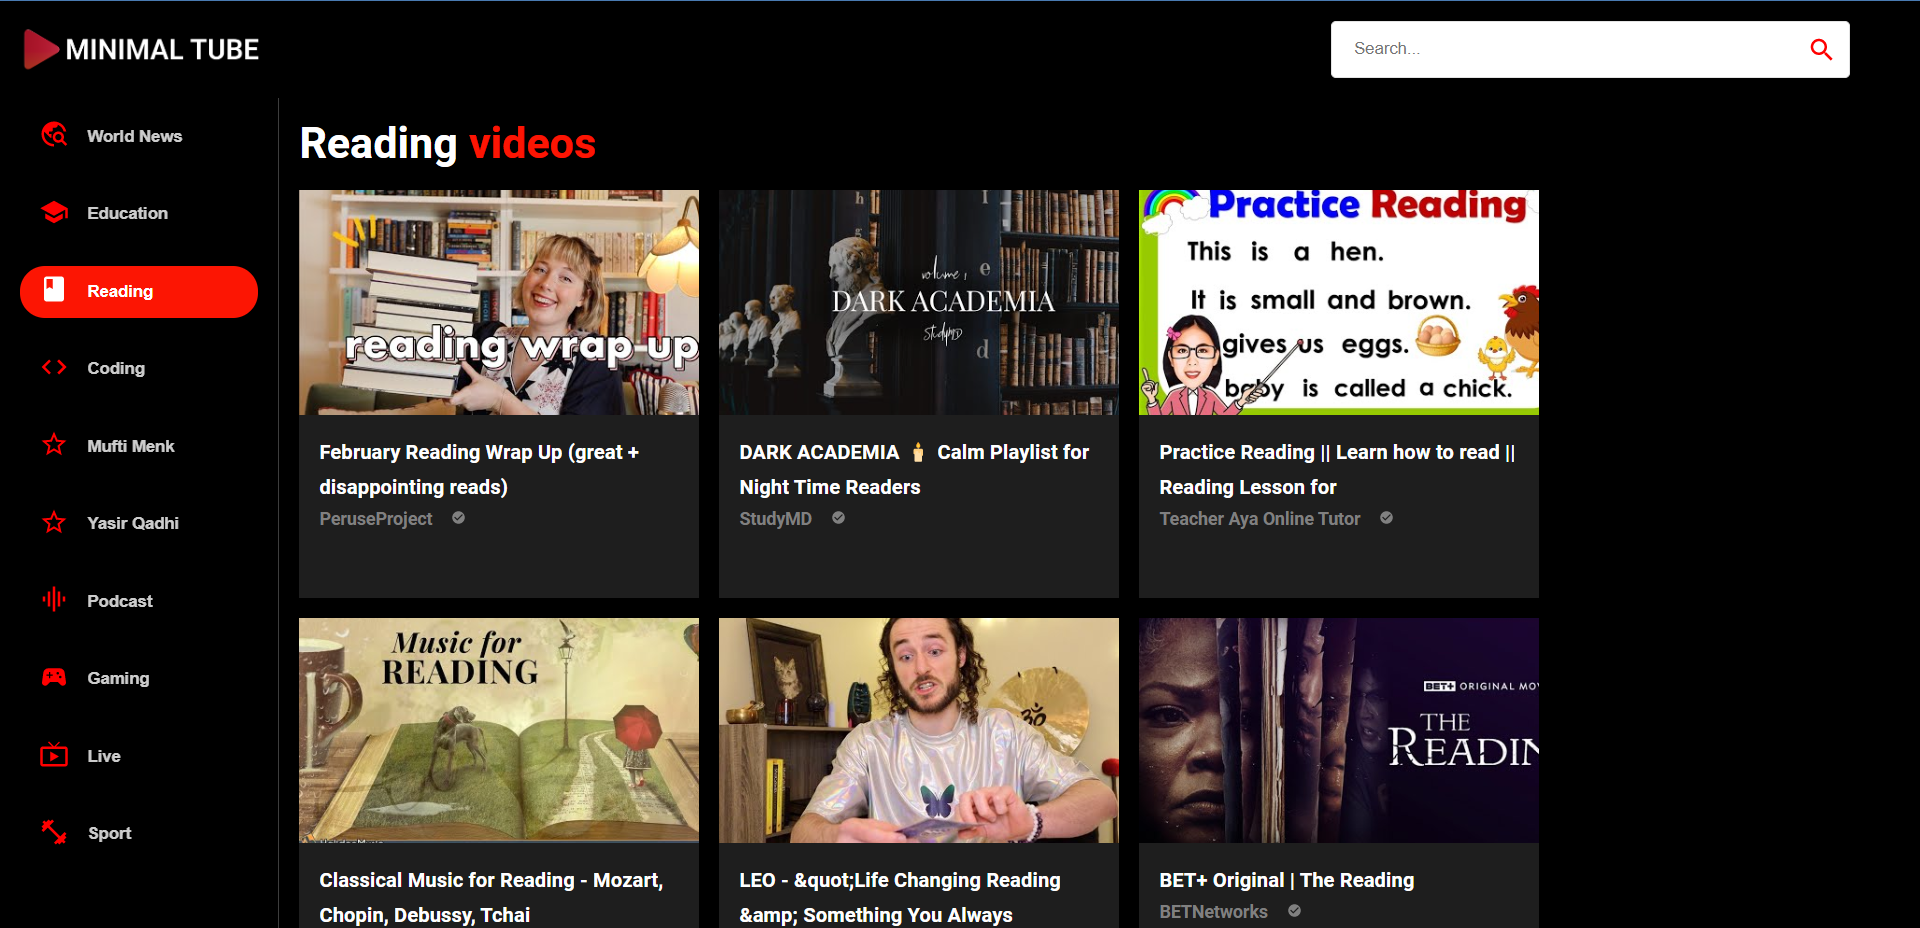 MINIMAL TUBE
Search...
World News
Education
Reading
Coding
Mufti Menk
Yasir Qadhi
Podcast
Gaming
Live
Sport
Reading videos
reading wrap up
February Reading Wrap Up (great +
disappointing reads)
PeruseProject
h
l
volume 1
e
DARK ACADEMIA
StudyMD
d
DARK ACADEMIA 🕯️ Calm Playlist for
Night Time Readers
StudyMD
Practice Reading
This is a hen.
It is small and brown.
gives us eggs.
baby is called a chick.
Practice Reading || Learn how to read ||
Reading Lesson for
Teacher Aya Online Tutor
Music for
READING
Classical Music for Reading - Mozart,
Chopin, Debussy, Tchai
LEO - &quot;Life Changing Reading
&amp; Something You Always
BET+ ORIGINAL MO
THE
READIN
BET+ Original | The Reading
BETNetworks